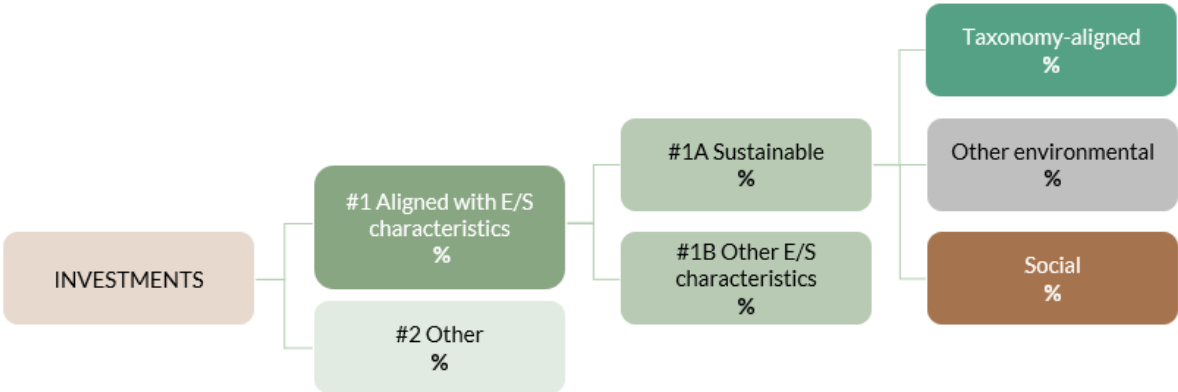 INVESTMENTS
#1 Aligned with E/S
characteristics
%
#2 Other
%
#1A Sustainable
%
#1B Other E/S
characteristics
%
Taxonomy-aligned
%
Other environmental
%
Social
%